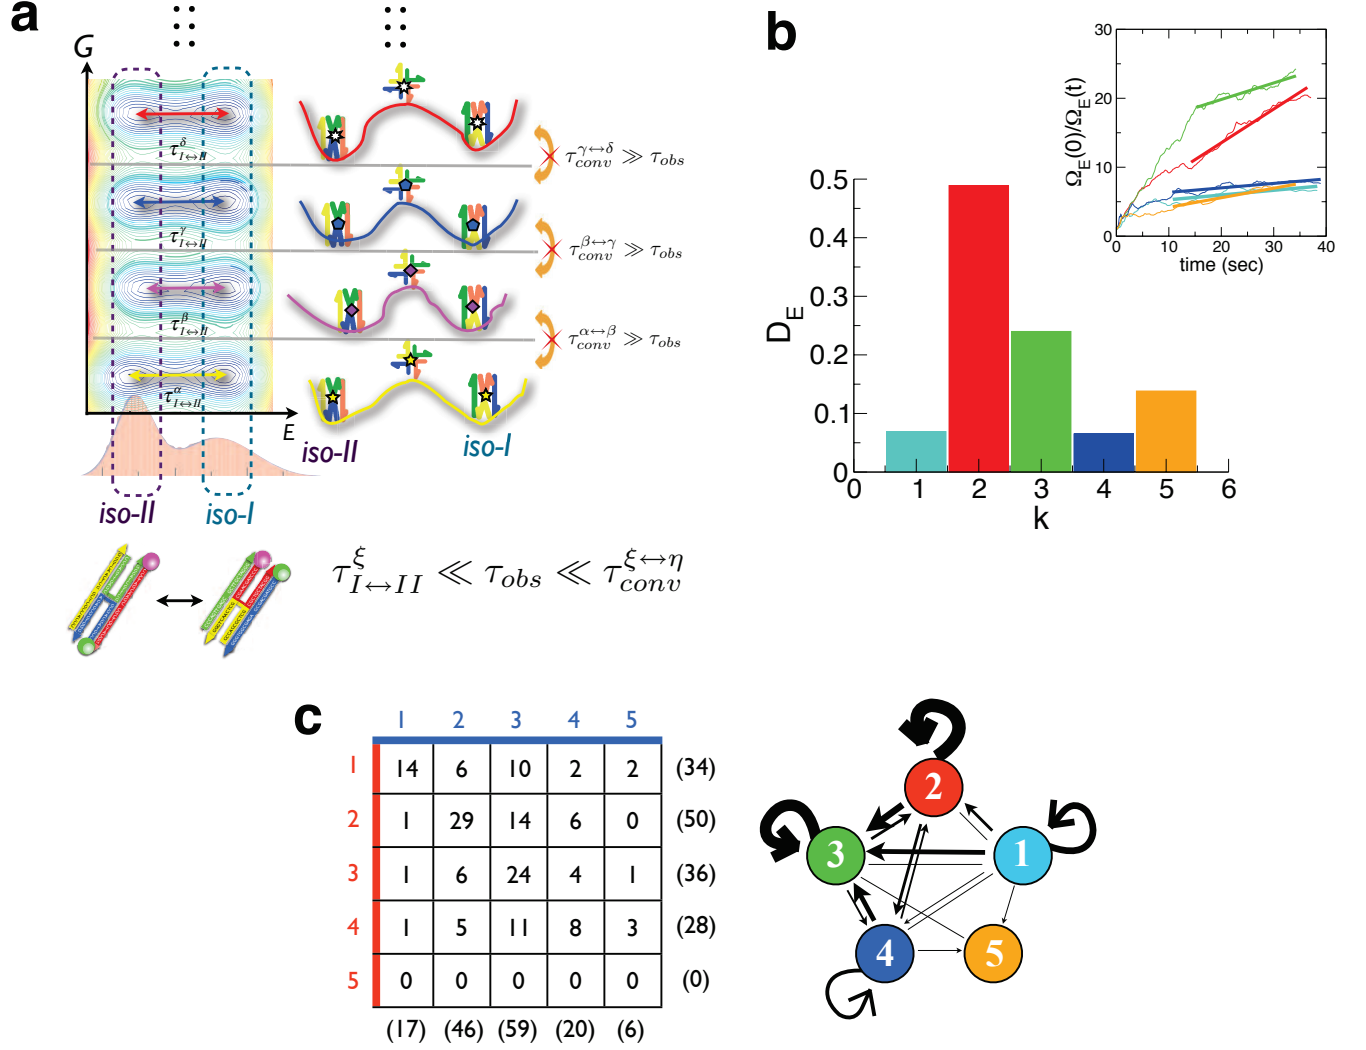 a
G
τ^δ_{I↔II}
τ^γ_{I↔II}
τ^β_{I↔II}
τ^α_{I↔II}
E
τ^{γ↔δ}_{conv} ≫ τ_{obs}
τ^{β↔γ}_{conv} ≫ τ_{obs}
τ^{α↔β}_{conv} ≫ τ_{obs}
iso-II
iso-I
iso-II
iso-I
τ^ξ_{I↔II} ≪ τ_{obs} ≪ τ^{ξ↔η}_{conv}
b
Ω_E(0)/Ω_E(t)
30
20
10
0
0 10 20 30 40
time (sec)
D_E
0.5
0.4
0.3
0.2
0.1
0
0 1 2 3 4 5 6
k
c
1 2 3 4 5
1 14 6 10 2 2 (34)
2 1 29 14 6 0 (50)
3 1 6 24 4 1 (36)
4 1 5 11 8 3 (28)
5 0 0 0 0 0 (0)
(17) (46) (59) (20) (6)
2
3
1
4
5